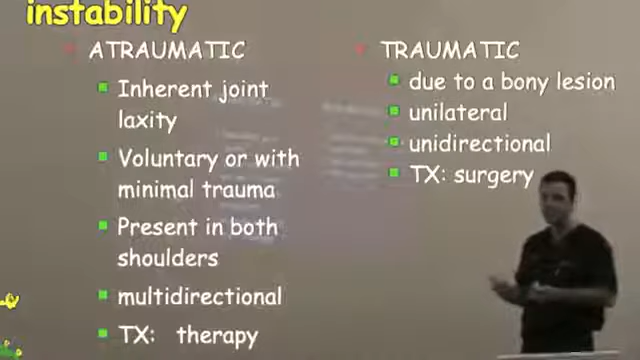 instability
ATRAUMATIC
Inherent joint
laxity
Voluntary or with
minimal trauma
Present in both
shoulders
multidirectional
TX: therapy
TRAUMATIC
due to a bony lesion
unilateral
unidirectional
TX: surgery